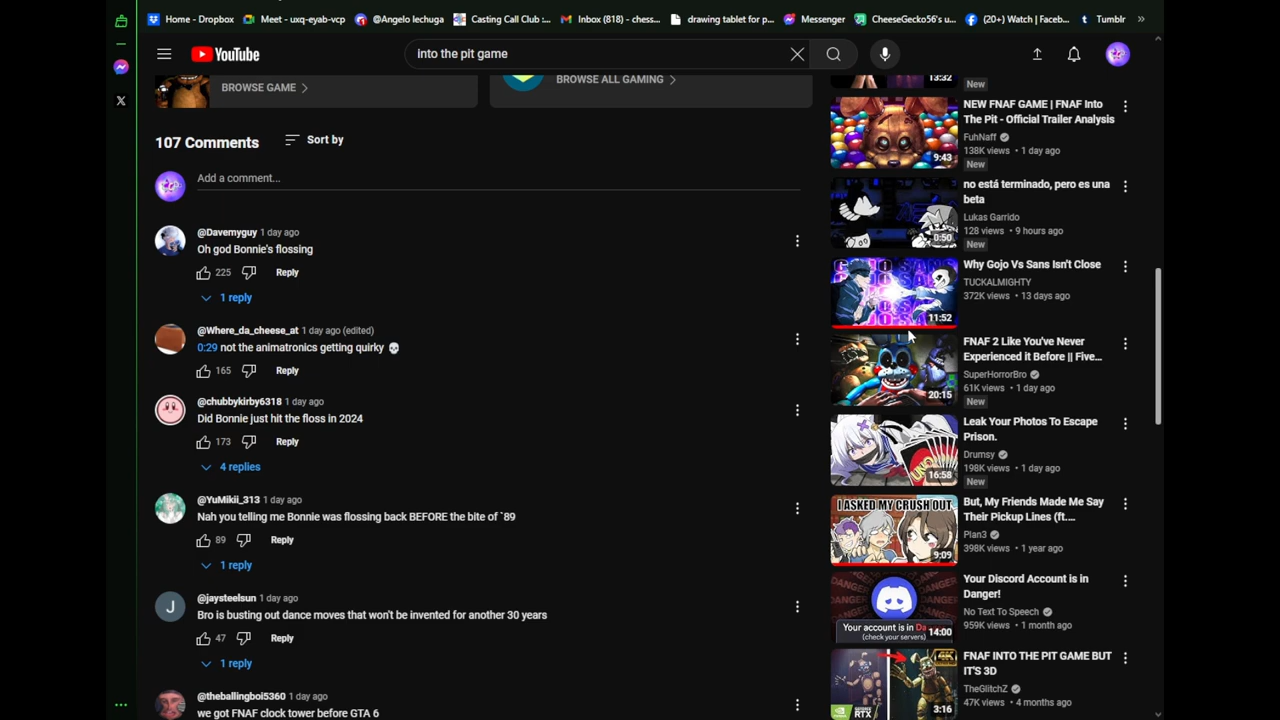 Home - Dropbox
Meet - uxq-eyab-vcp
@Angelo lechuga
Casting Call Club :...
Inbox (818) - chess...
drawing tablet for p...
Messenger
CheeseGecko56's u...
(20+) Watch | Faceb...
Tumblr
YouTube
into the pit game
BROWSE GAME
BROWSE ALL GAMING
107 Comments
Sort by
Add a comment...
@Davemyguy 1 day ago
Oh god Bonnie's flossing
225
Reply
1 reply
@Where_da_cheese_at 1 day ago (edited)
0:29 not the animatronics getting quirky 💀
165
Reply
@chubbykirby6318 1 day ago
Did Bonnie just hit the floss in 2024
173
Reply
4 replies
@YuMikii_313 1 day ago
Nah you telling me Bonnie was flossing back BEFORE the bite of `89
89
Reply
1 reply
J
@jaysteelsun 1 day ago
Bro is busing out dance moves that won't be invented for another 30 years
47
Reply
1 reply
@theballingboi5360 1 day ago
we got FNAF clock tower before GTA 6
13:32
New
NEW FNAF GAME | FNAF Into
The Pit - Official Trailer Analysis
FuhNaff
138K views • 1 day ago
New
9:43
no está terminado, pero es una
beta
Lukas Garrido
128 views • 9 hours ago
New
0:50
Why Gojo Vs Sans Isn't Close
TUCKALMIGHTY
372K views • 13 days ago
11:52
FNAF 2 Like You've Never
Experienced it Before || Five...
SuperHorrorBro
61K views • 1 day ago
New
20:15
Leak Your Photos To Escape
Prison.
Drumsy
198K views • 1 day ago
New
16:58
I ASKED MY CRUSH OUT
9:09
But, My Friends Made Me Say
Their Pickup Lines (ft....
Plan3
398K views • 1 year ago
Your Discord Account is in
Danger!
No Text To Speech
959K views • 1 month ago
Your account is in Da
(check your servers)
14:00
FNAF INTO THE PIT GAME BUT
IT'S 3D
TheGlitchZ
47K views • 4 months ago
4K
RTX
3:16